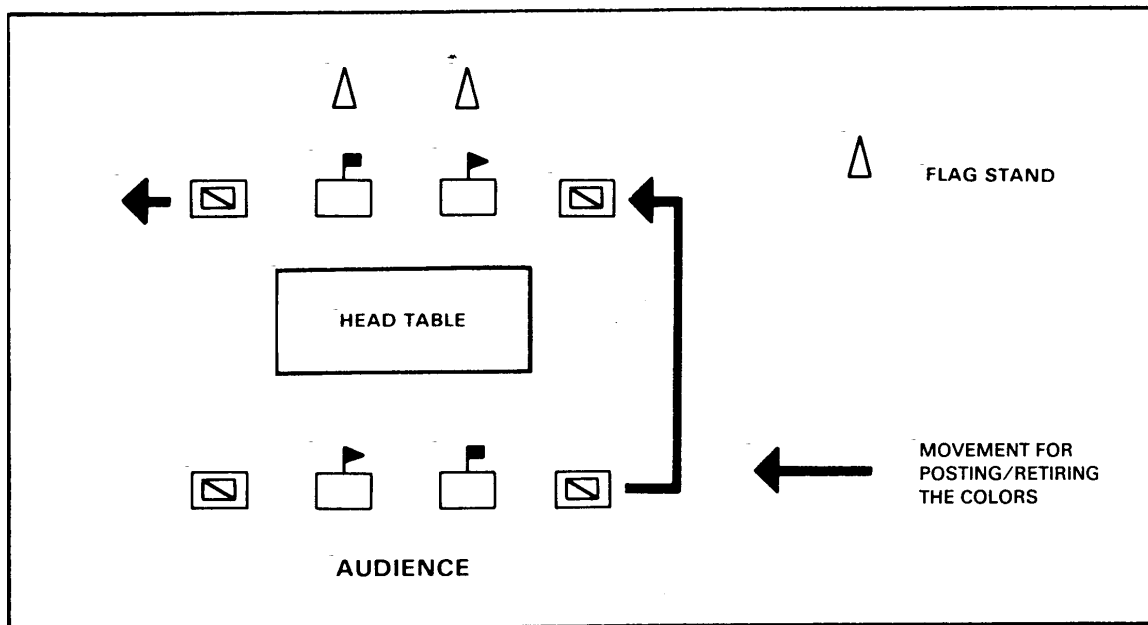 FLAG STAND
HEAD TABLE
MOVEMENT FOR
POSTING/RETIRING
THE COLORS
AUDIENCE